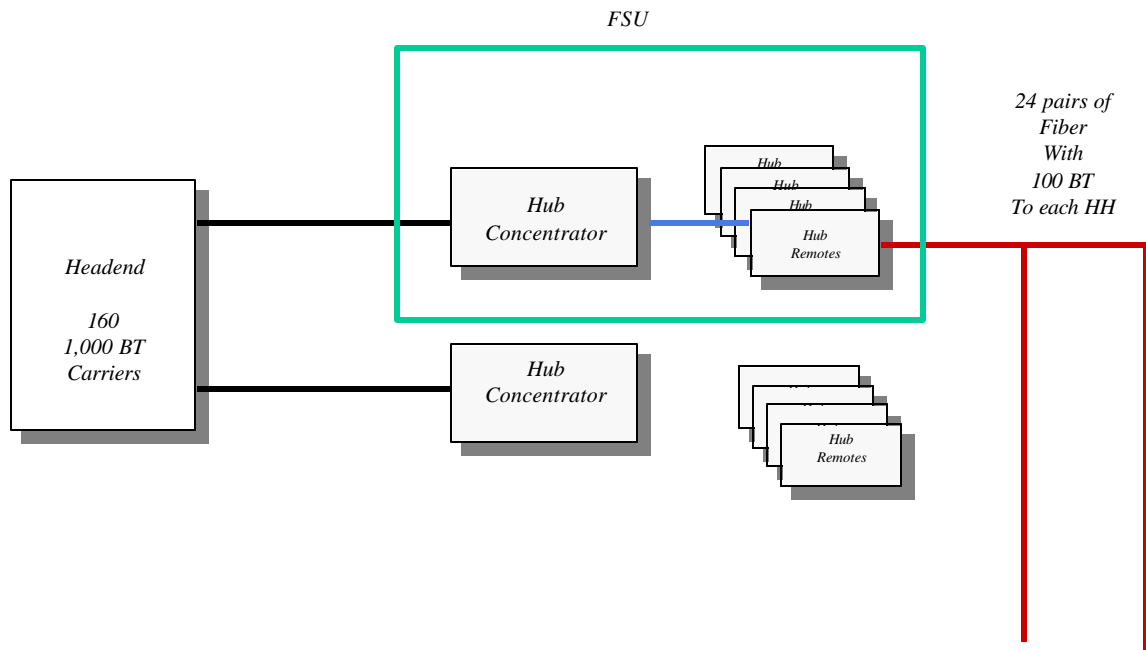 FSU
24 pairs of
Fiber
With
100 BT
To each HH
Headend
160
1,000 BT
Carriers
Hub
Concentrator
Hub
Hub
Hub
Hub
Remotes
Hub
Concentrator
Hub
Remotes